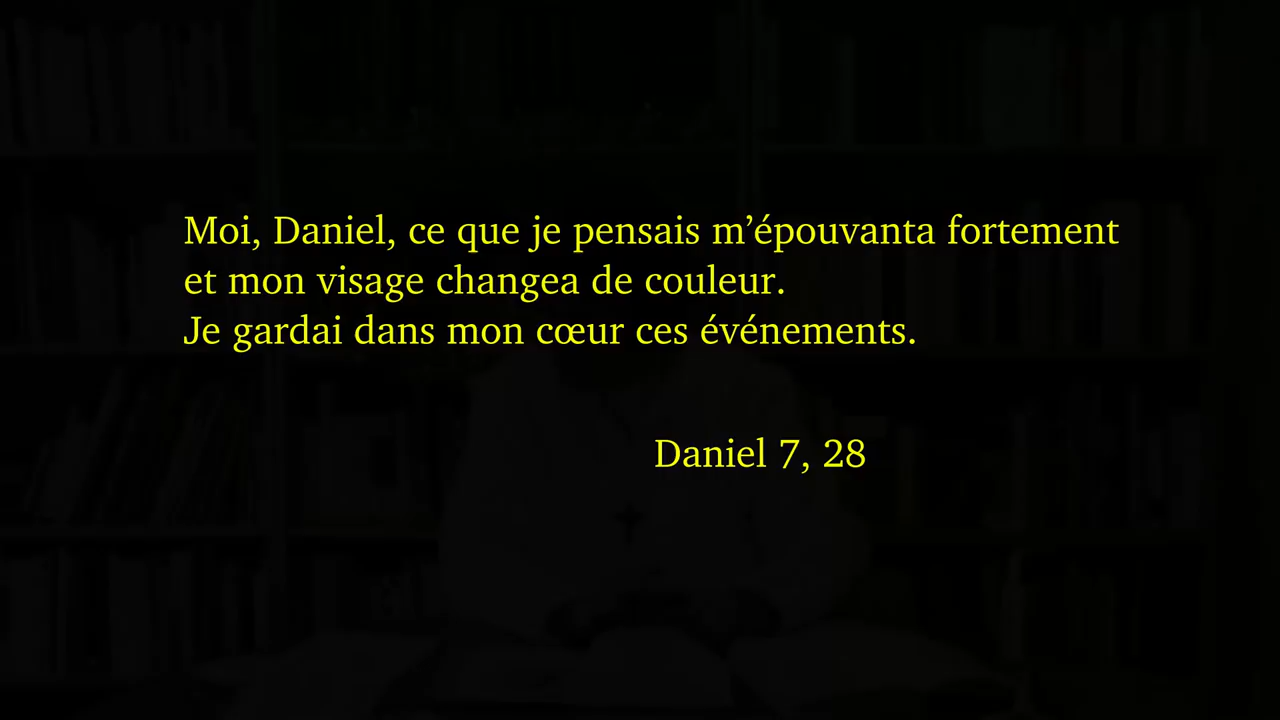 Moi, Daniel, ce que je pensais m’épouvanta fortement
et mon visage changea de couleur.
Je gardai dans mon cœur ces événements.
Daniel 7, 28